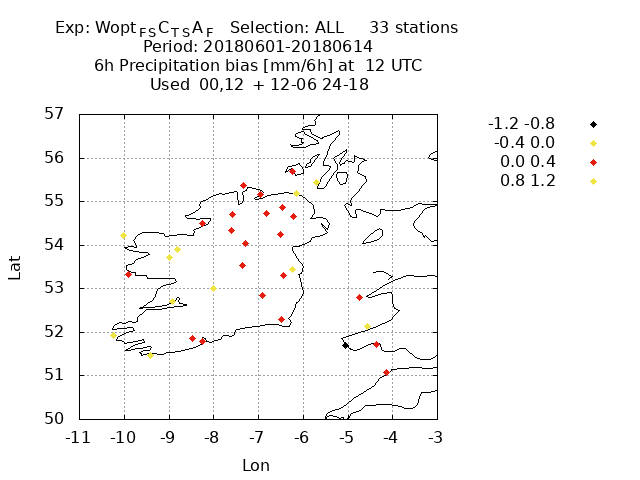 Exp: Wopt FS C TS A F Selection: ALL 33 stations
Period: 20180601-20180614
6h Precipitation bias [mm/6h] at 12 UTC
Used 00,12 + 12-06 24-18
-1.2 -0.8
-0.4 0.0
0.0 0.4
0.8 1.2
57
56
55
54
53
52
51
50
Lat
-11 -10 -9 -8 -7 -6 -5 -4 -3
Lon